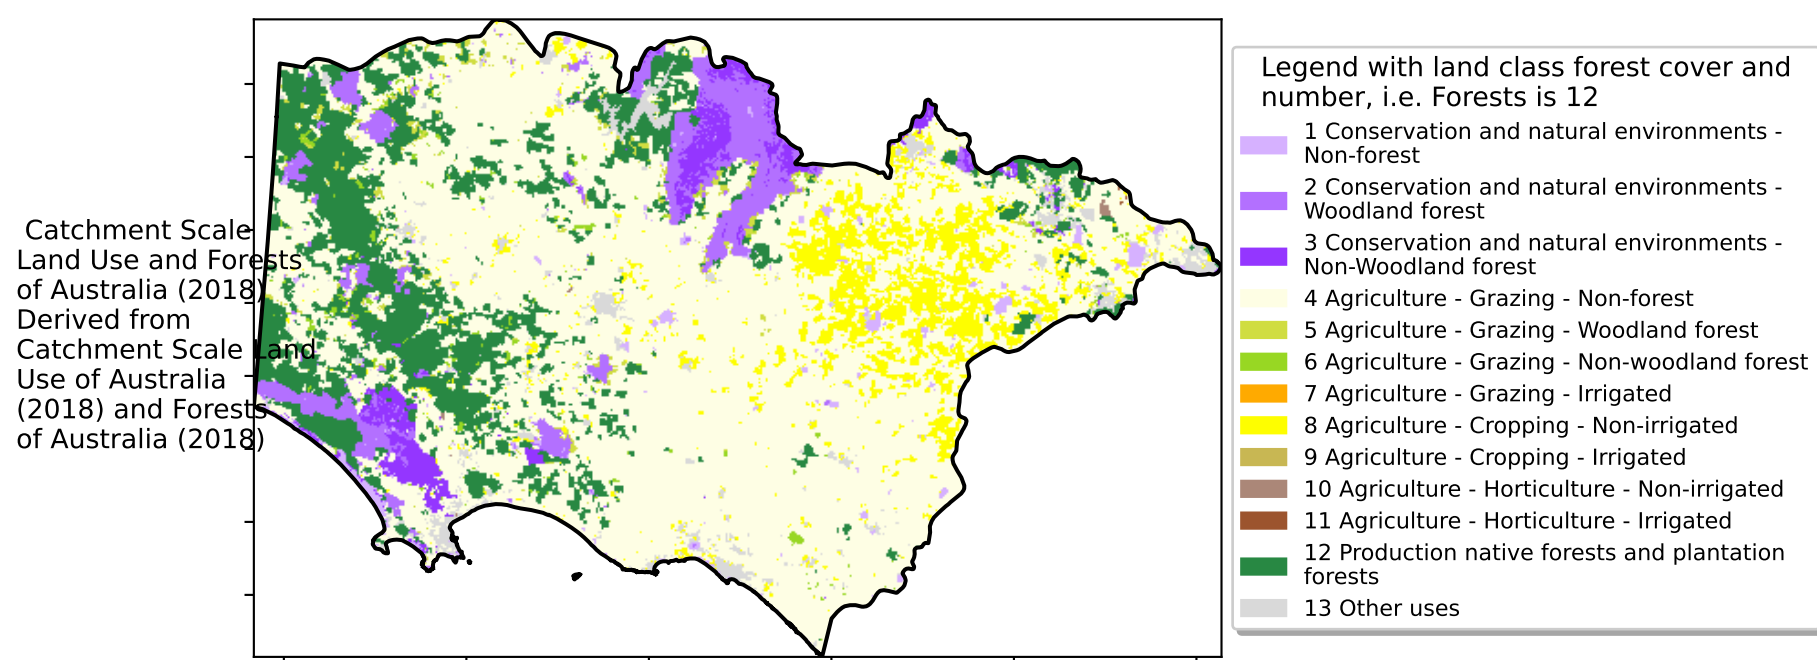 Catchment Scale
Land Use and Forests
of Australia (2018)
Derived from
Catchment Scale Land
Use of Australia
(2018) and Forests
of Australia (2018)
Legend with land class forest cover and
number, i.e. Forests is 12
1 Conservation and natural environments -
Non-forest
2 Conservation and natural environments -
Woodland forest
3 Conservation and natural environments -
Non-Woodland forest
4 Agriculture - Grazing - Non-forest
5 Agriculture - Grazing - Woodland forest
6 Agriculture - Grazing - Non-woodland forest
7 Agriculture - Grazing - Irrigated
8 Agriculture - Cropping - Non-irrigated
9 Agriculture - Cropping - Irrigated
10 Agriculture - Horticulture - Non-irrigated
11 Agriculture - Horticulture - Irrigated
12 Production native forests and plantation
forests
13 Other uses